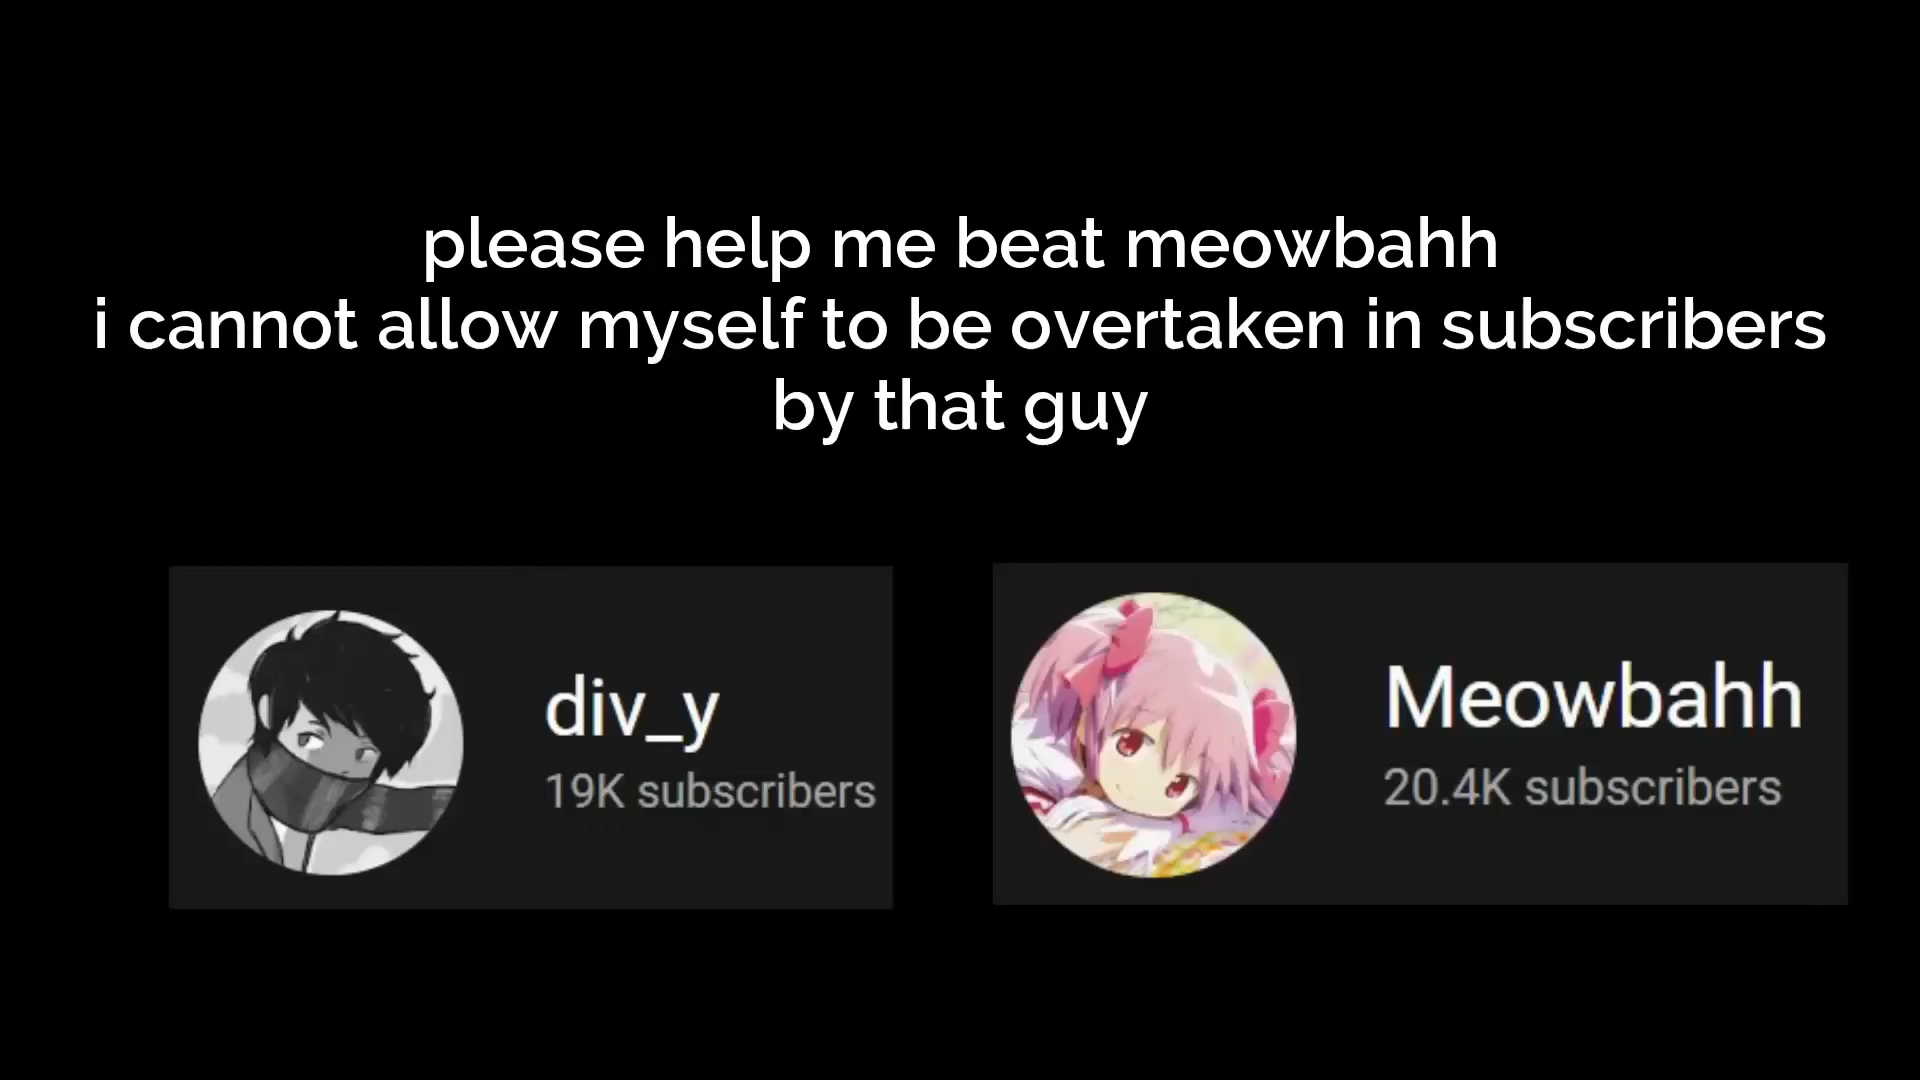 please help me beat meowbahh
i cannot allow myself to be overtaken in subscribers
by that guy
div_y
19K subscribers
Meowbahh
20.4K subscribers